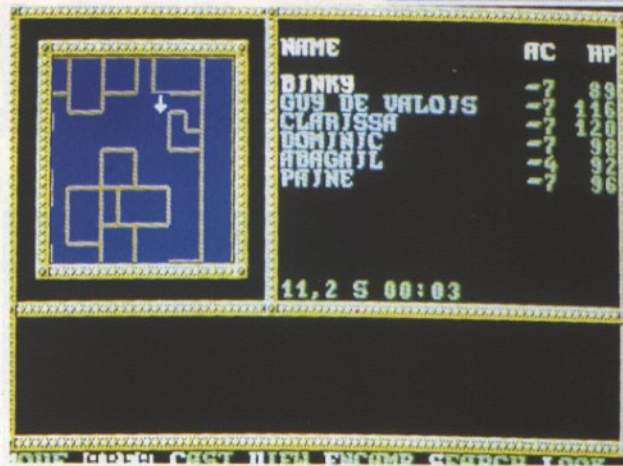 NAME AC HP
BINKY -7 89
GUY DE VALOIS -7 116
CLARISSA -7 120
DOMINIC -7 98
ABAGAIL -4 92
PAINE -7 96
11,2 S 00:03
AREA CAST VIEW ENCAMP SEARCH LOOK